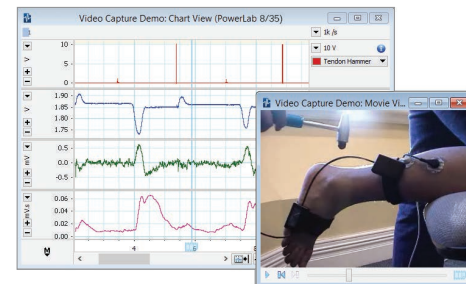 Video Capture Demo: Chart View (PowerLab 8/35)
1k /s
10 V
Tendon Hammer
10
5
0
V
1.90
1.85
1.80
1.75
V
0.5
0.0
-0.5
mV
0.06
0.04
0.02
0.00
mV.s
4
6
8
Video Capture Demo: Movie Vi...